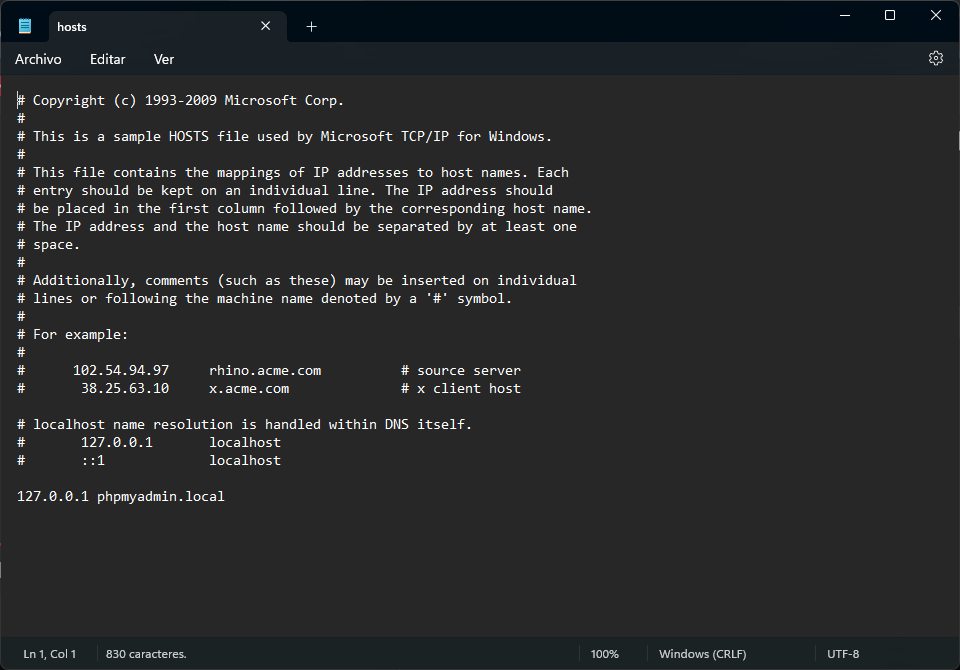 hosts
Archivo Editar Ver
# Copyright (c) 1993-2009 Microsoft Corp.
#
# This is a sample HOSTS file used by Microsoft TCP/IP for Windows.
#
# This file contains the mappings of IP addresses to host names. Each
# entry should be kept on an individual line. The IP address should
# be placed in the first column followed by the corresponding host name.
# The IP address and the host name should be separated by at least one
# space.
#
# Additionally, comments (such as these) may be inserted on individual
# lines or following the machine name denoted by a '#' symbol.
#
# For example:
#
#      102.54.94.97     rhino.acme.com          # source server
#       38.25.63.10     x.acme.com              # x client host

# localhost name resolution is handled within DNS itself.
#       127.0.0.1       localhost
#       ::1             localhost

127.0.0.1 phpmyadmin.local
Ln 1, Col 1 830 caracteres. 100% Windows (CRLF) UTF-8